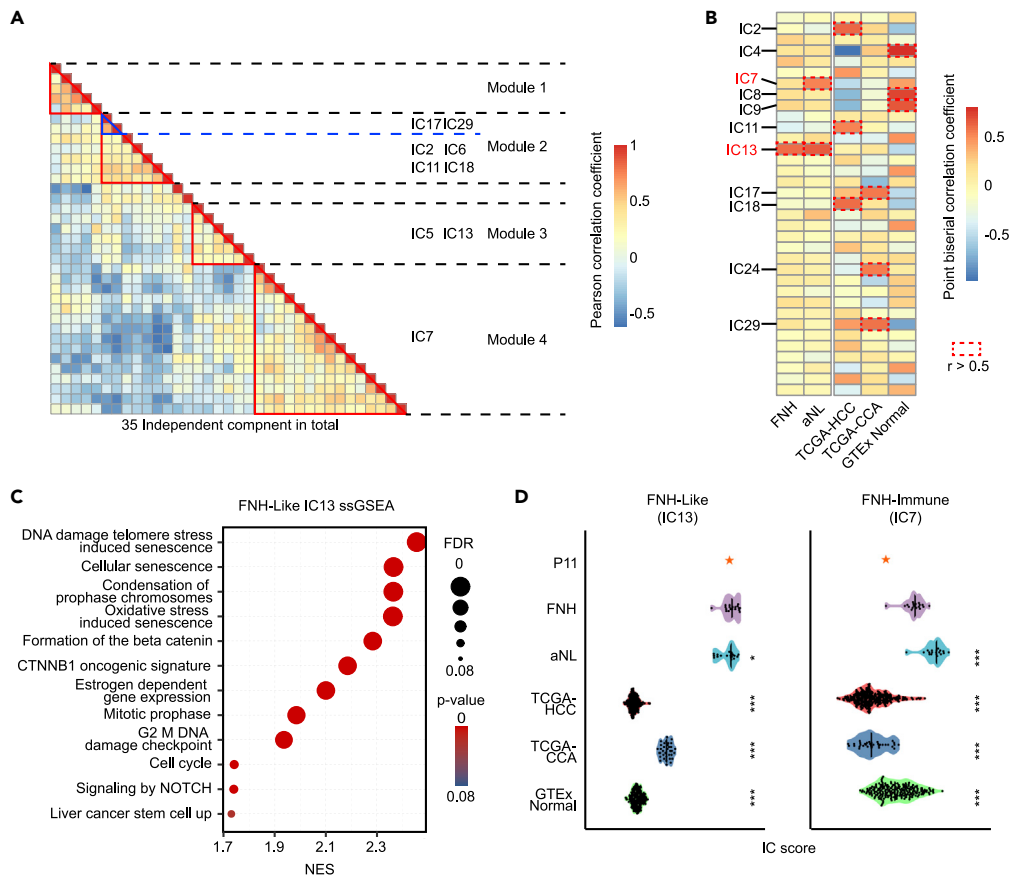 A
Module 1
IC17 IC29
IC2 IC6
Module 2
IC11 IC18
IC5 IC13
Module 3
IC7
Module 4
35 Independent compnent in total
1
0.5
0
-0.5
Pearson correlation coefficient
B
IC2
IC4
IC7
IC8
IC9
IC11
IC13
IC17
IC18
IC24
IC29
FNH
aNL
TCGA-HCC
TCGA-CCA
GTEx Normal
0.5
0
-0.5
Point biserial correlation coefficient
r > 0.5
C
FNH-Like IC13 ssGSEA
DNA damage telomere stress
induced senescence
Cellular senescence
Condensation of
prophase chromosomes
Oxidative stress
induced senescence
Formation of the beta catenin
CTNNB1 oncogenic signature
Estrogen dependent
gene expression
Mitotic prophase
G2 M DNA
damage checkpoint
Cell cycle
Signaling by NOTCH
Liver cancer stem cell up
1.7
1.9
2.1
2.3
NES
FDR
0
0.08
p-value
0
0.08
D
FNH-Like
(IC13)
FNH-Immune
(IC7)
P11
FNH
aNL
*
***
TCGA-
HCC
***
***
TCGA-
CCA
***
***
GTEx
Normal
***
***
IC score